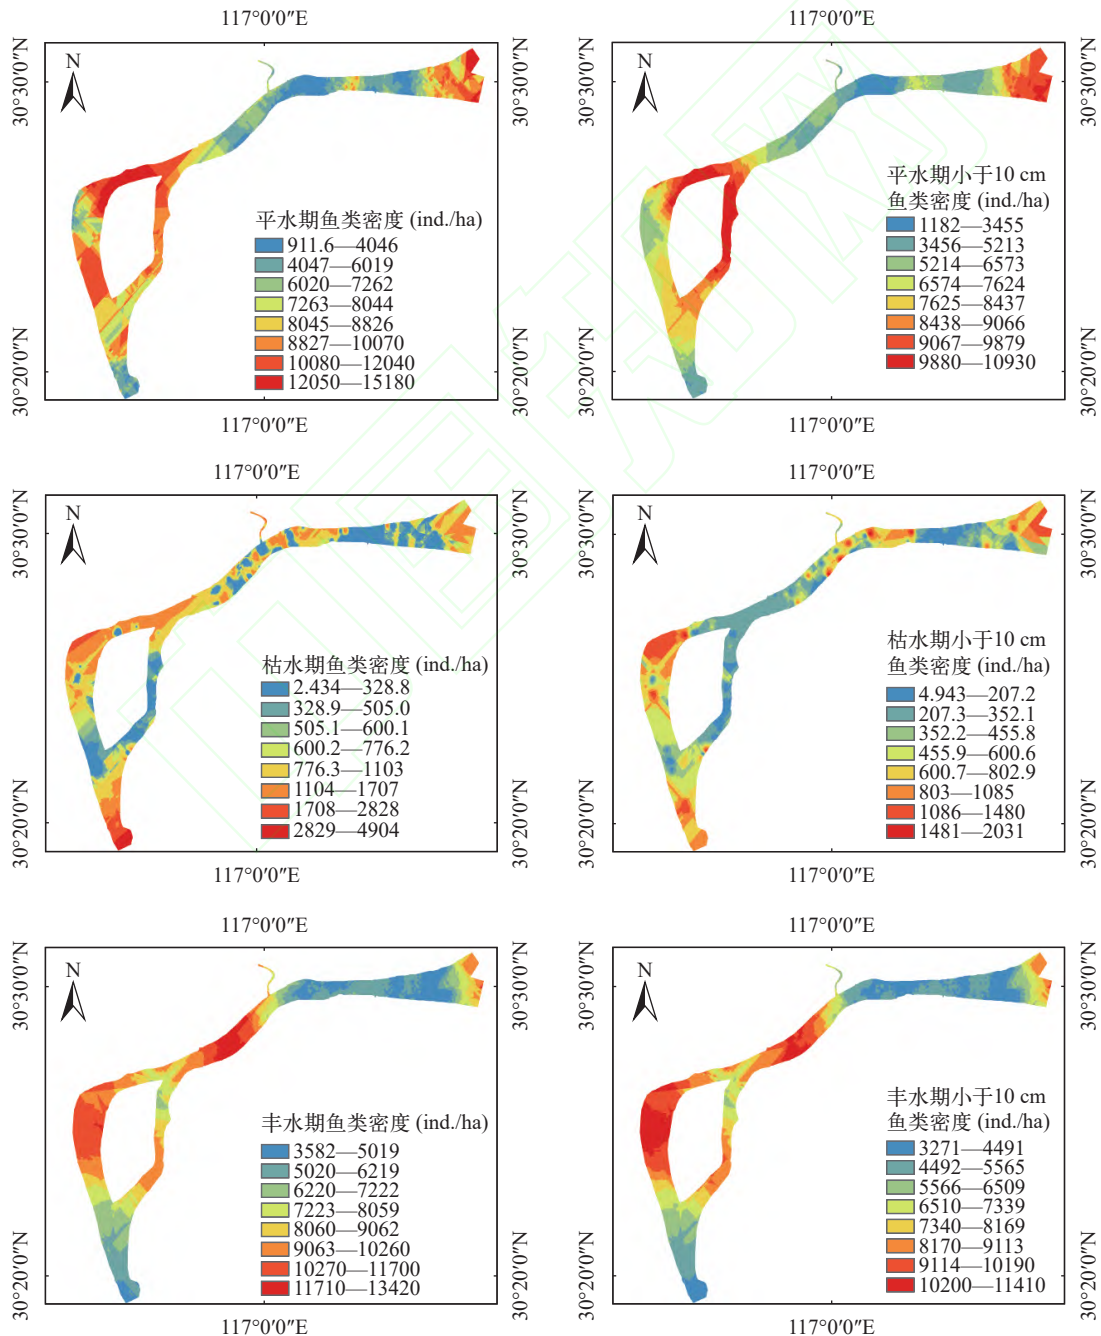 117°0′0″E
117°0′0″E
30°30′0″N
N
30°30′0″N
30°30′0″N
N
30°30′0″N
平水期鱼类密度 (ind./ha)
911.6—4046
4047—6019
6020—7262
7263—8044
8045—8826
8827—10070
10080—12040
12050—15180
平水期小于10 cm
鱼类密度 (ind./ha)
1182—3455
3456—5213
5214—6573
6574—7624
7625—8437
8438—9066
9067—9879
9880—10930
30°20′0″N
30°20′0″N
30°20′0″N
30°20′0″N
117°0′0″E
117°0′0″E
117°0′0″E
117°0′0″E
30°30′0″N
N
30°30′0″N
30°30′0″N
N
30°30′0″N
枯水期鱼类密度 (ind./ha)
2.434—328.8
328.9—505.0
505.1—600.1
600.2—776.2
776.3—1103
1104—1707
1708—2828
2829—4904
枯水期小于10 cm
鱼类密度 (ind./ha)
4.943—207.2
207.3—352.1
352.2—455.8
455.9—600.6
600.7—802.9
803—1085
1086—1480
1481—2031
30°20′0″N
30°20′0″N
30°20′0″N
30°20′0″N
117°0′0″E
117°0′0″E
117°0′0″E
117°0′0″E
30°30′0″N
N
30°30′0″N
30°30′0″N
N
30°30′0″N
丰水期鱼类密度 (ind./ha)
3582—5019
5020—6219
6220—7222
7223—8059
8060—9062
9063—10260
10270—11700
11710—13420
丰水期小于10 cm
鱼类密度 (ind./ha)
3271—4491
4492—5565
5566—6509
6510—7339
7340—8169
8170—9113
9114—10190
10200—11410
30°20′0″N
30°20′0″N
30°20′0″N
30°20′0″N
117°0′0″E
117°0′0″E